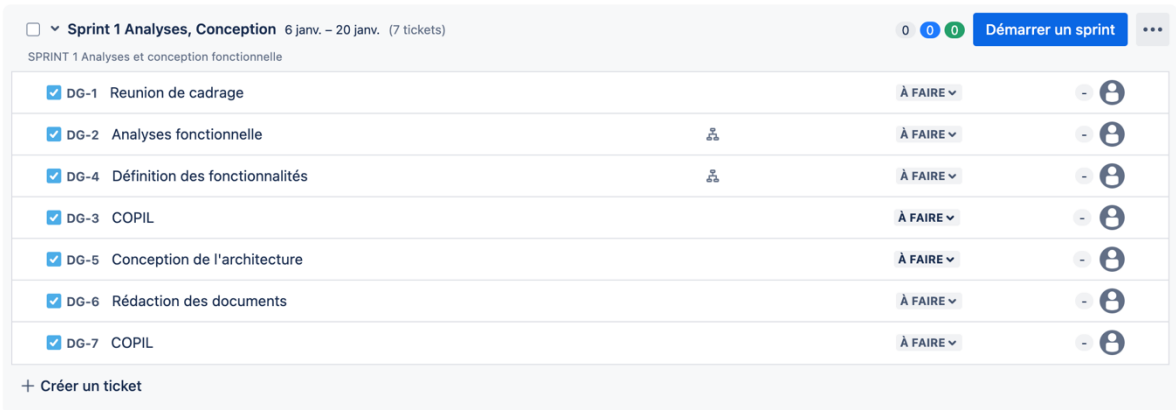 Sprint 1 Analyses, Conception 6 janv. – 20 janv. (7 tickets) 0 0 0 Démarrer un sprint
SPRINT 1 Analyses et conception fonctionnelle
DG-1 Reunion de cadrage À FAIRE -
DG-2 Analyses fonctionnelle À FAIRE -
DG-4 Définition des fonctionnalités À FAIRE -
DG-3 COPIL À FAIRE -
DG-5 Conception de l'architecture À FAIRE -
DG-6 Rédaction des documents À FAIRE -
DG-7 COPIL À FAIRE -
+ Créer un ticket